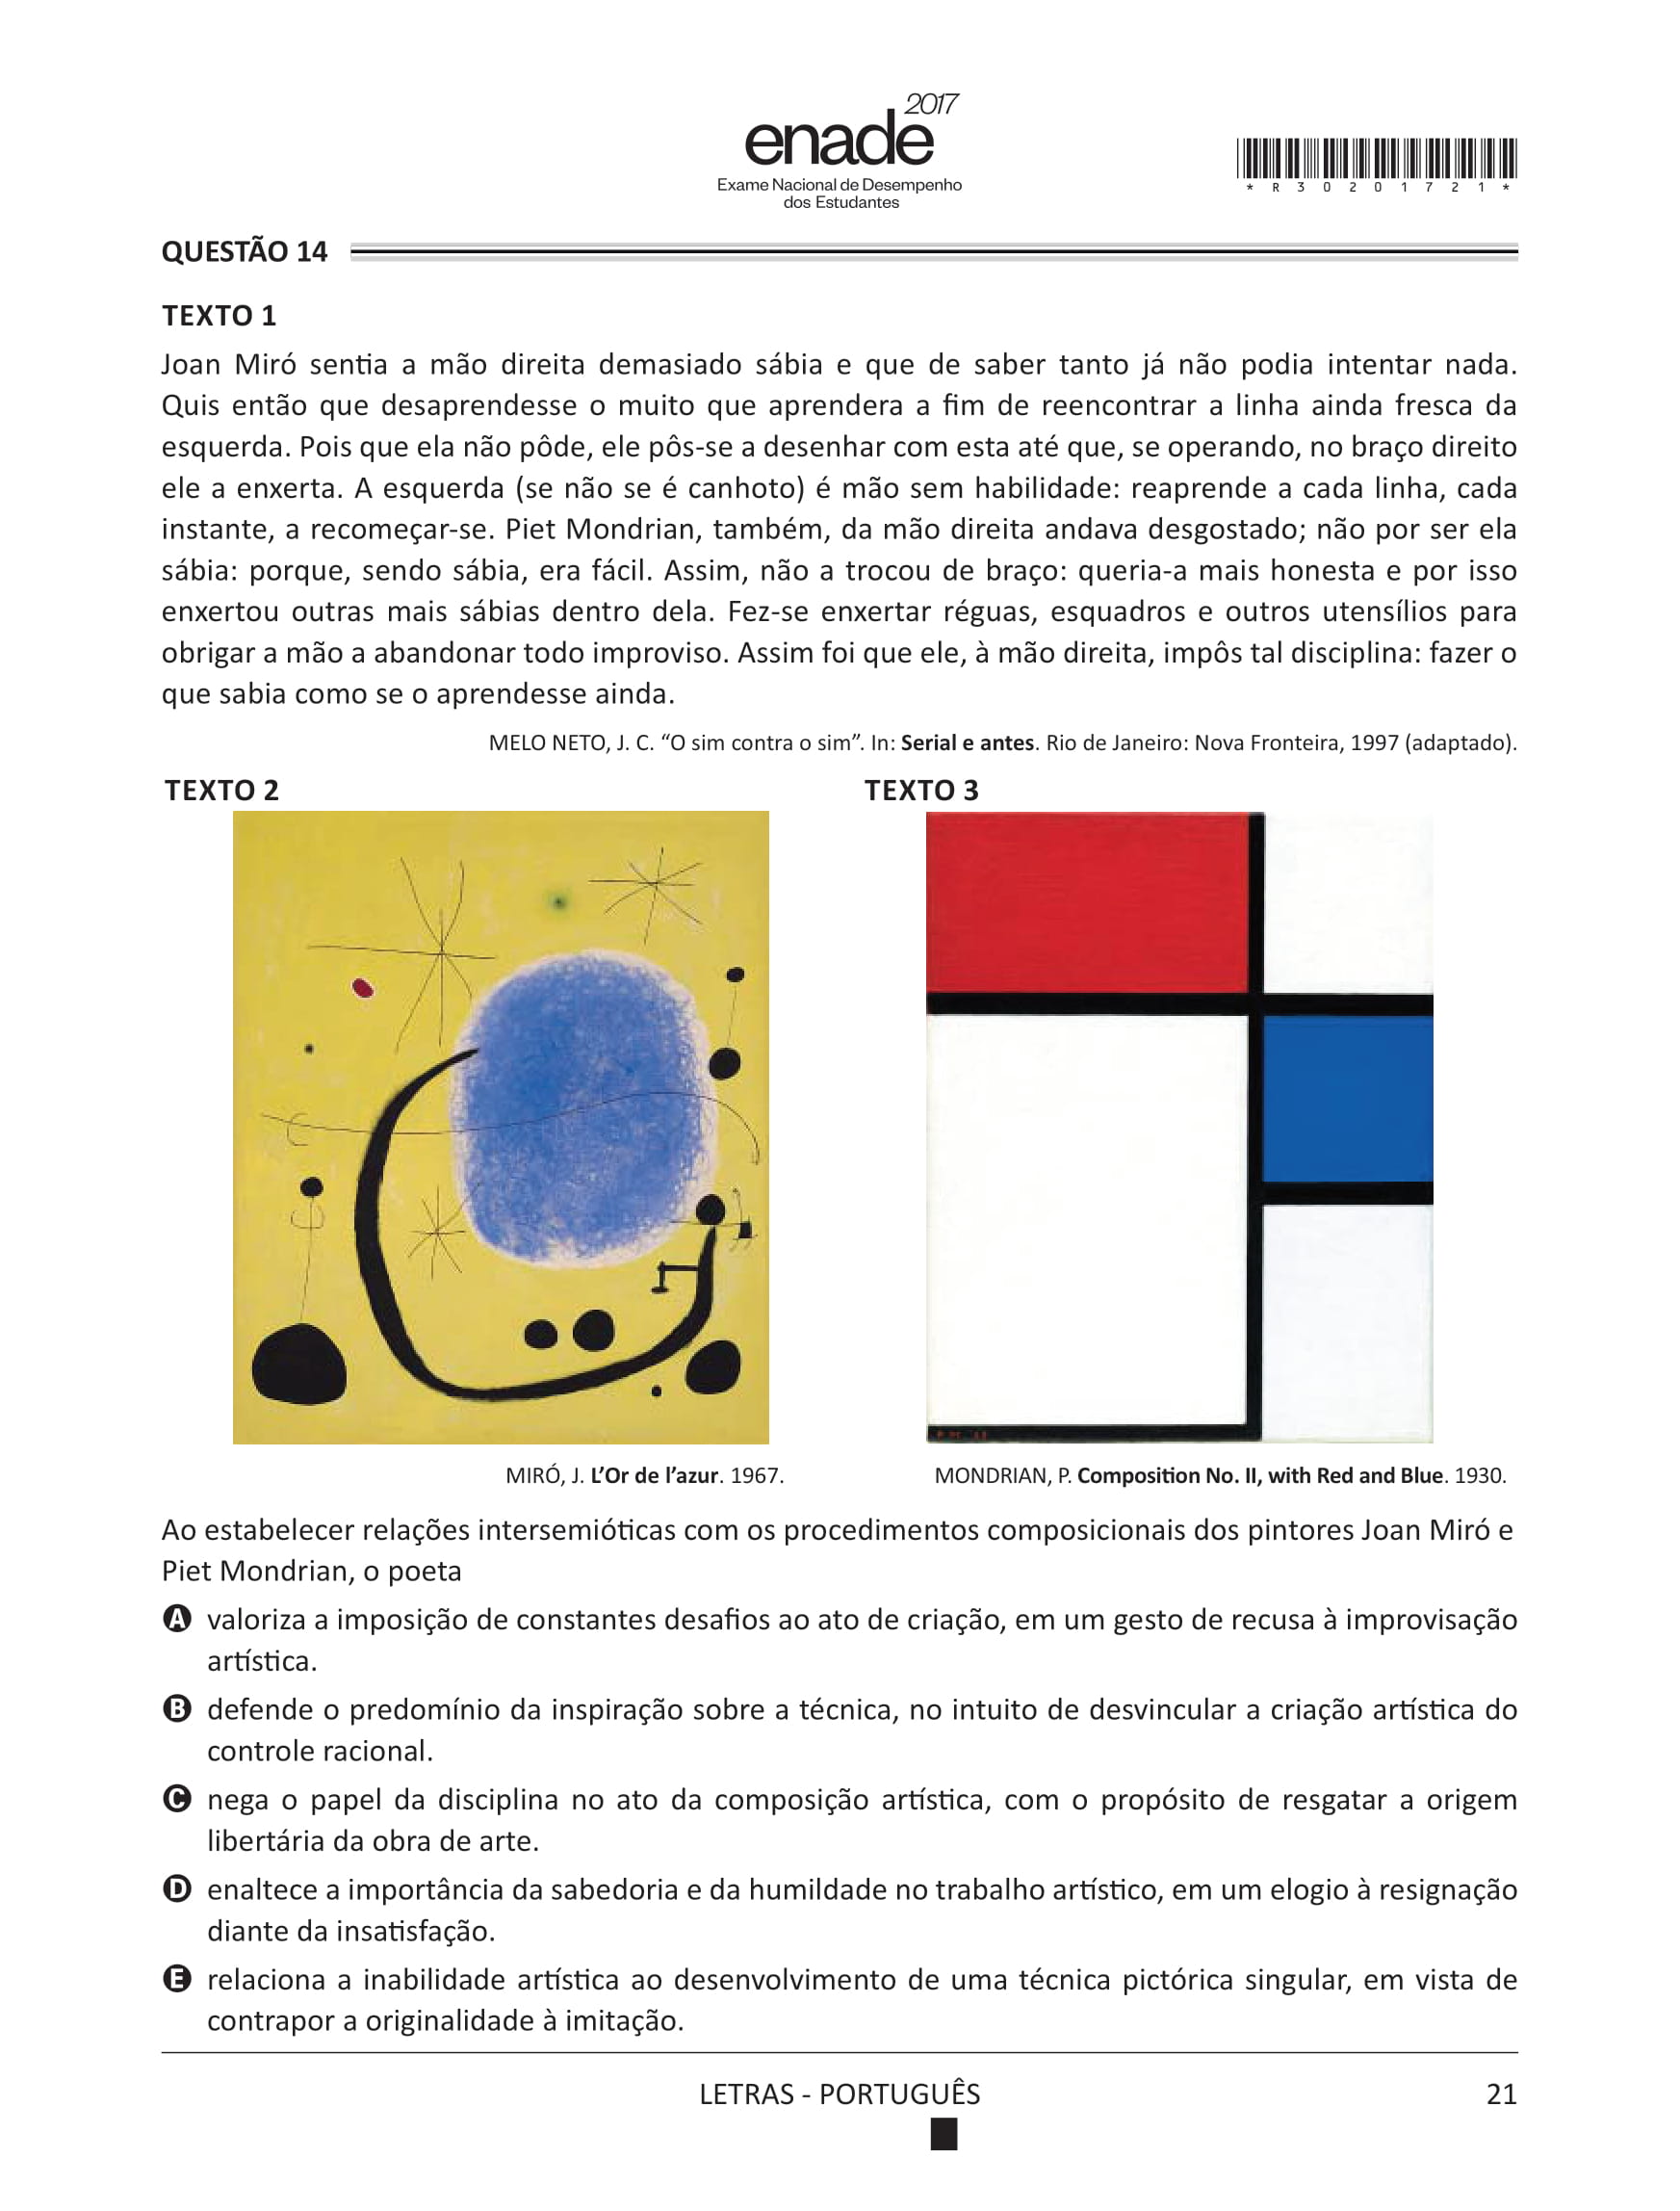 2017
enade
Exame Nacional de Desempenho
dos Estudantes
* R 3 0 2 0 1 7 2 1 *
QUESTÃO 14
TEXTO 1
Joan Miró sentia a mão direita demasiado sábia e que de saber tanto já não podia intentar nada.
Quis então que desaprendesse o muito que aprendera a fim de reencontrar a linha ainda fresca da
esquerda. Pois que ela não pôde, ele pôs-se a desenhar com esta até que, se operando, no braço direito
ele a enxerta. A esquerda (se não se é canhoto) é mão sem habilidade: reaprende a cada linha, cada
instante, a recomeçar-se. Piet Mondrian, também, da mão direita andava desgostado; não por ser ela
sábia: porque, sendo sábia, era fácil. Assim, não a trocou de braço: queria-a mais honesta e por isso
enxertou outras mais sábias dentro dela. Fez-se enxertar réguas, esquadros e outros utensílios para
obrigar a mão a abandonar todo improviso. Assim foi que ele, à mão direita, impôs tal disciplina: fazer o
que sabia como se o aprendesse ainda.
MELO NETO, J. C. “O sim contra o sim”. In: Serial e antes. Rio de Janeiro: Nova Fronteira, 1997 (adaptado).
TEXTO 2
TEXTO 3
MIRÓ, J. L’Or de l’azur. 1967.
MONDRIAN, P. Composition No. II, with Red and Blue. 1930.
Ao estabelecer relações intersemióticas com os procedimentos composicionais dos pintores Joan Miró e
Piet Mondrian, o poeta
A valoriza a imposição de constantes desafios ao ato de criação, em um gesto de recusa à improvisação
artística.
B defende o predomínio da inspiração sobre a técnica, no intuito de desvincular a criação artística do
controle racional.
C nega o papel da disciplina no ato da composição artística, com o propósito de resgatar a origem
libertária da obra de arte.
D enaltece a importância da sabedoria e da humildade no trabalho artístico, em um elogio à resignação
diante da insatisfação.
E relaciona a inabilidade artística ao desenvolvimento de uma técnica pictórica singular, em vista de
contrapor a originalidade à imitação.
LETRAS - PORTUGUÊS
21